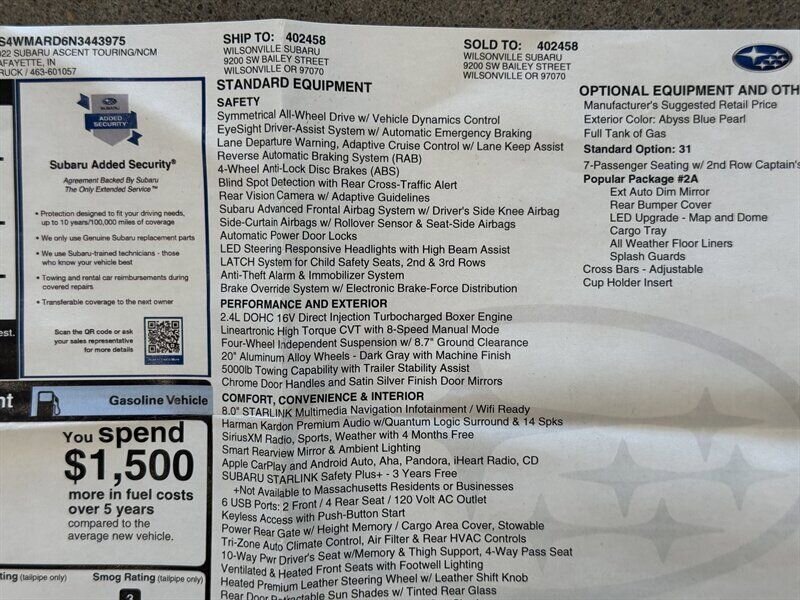 S4WMARD6N3443975
022 SUBARU ASCENT TOURING/NCM
AFAYETTE, IN
RUCK / 463-601057
SHIP TO: 402458
WILSONVILLE SUBARU
9200 SW BAILEY STREET
WILSONVILLE OR 97070
SOLD TO: 402458
WILSONVILLE SUBARU
9200 SW BAILEY STREET
WILSONVILLE OR 97070
SUBARU
ADDED
SECURITY
Subaru Added Security®
Agreement Backed By Subaru
The Only Extended Service™
• Protection designed to fit your driving needs,
up to 10 years/100,000 miles of coverage
• We only use Genuine Subaru replacement parts
• We use Subaru-trained technicians - those
who know your vehicle best
• Towing and rental car reimbursements during
covered repairs
• Transferable coverage to the next owner
Scan the QR code or ask
your sales representative
for more details
est.
nt
Gasoline Vehicle
You spend
$1,500
more in fuel costs
over 5 years
compared to the
average new vehicle.
ting (tailpipe only)
Smog Rating (tailpipe only)
STANDARD EQUIPMENT
SAFETY
Symmetrical All-Wheel Drive w/ Vehicle Dynamics Control
EyeSight Driver-Assist System w/ Automatic Emergency Braking
Lane Departure Warning, Adaptive Cruise Control w/ Lane Keep Assist
Reverse Automatic Braking System (RAB)
4-Wheel Anti-Lock Disc Brakes (ABS)
Blind Spot Detection with Rear Cross-Traffic Alert
Rear Vision Camera w/ Adaptive Guidelines
Subaru Advanced Frontal Airbag System w/ Driver's Side Knee Airbag
Side-Curtain Airbags w/ Rollover Sensor & Seat-Side Airbags
Automatic Power Door Locks
LED Steering Responsive Headlights with High Beam Assist
LATCH System for Child Safety Seats, 2nd & 3rd Rows
Anti-Theft Alarm & Immobilizer System
Brake Override System w/ Electronic Brake-Force Distribution
PERFORMANCE AND EXTERIOR
2.4L DOHC 16V Direct Injection Turbocharged Boxer Engine
Lineartronic High Torque CVT with 8-Speed Manual Mode
Four-Wheel Independent Suspension w/ 8.7" Ground Clearance
20" Aluminum Alloy Wheels - Dark Gray with Machine Finish
5000lb Towing Capability with Trailer Stability Assist
Chrome Door Handles and Satin Silver Finish Door Mirrors
COMFORT, CONVENIENCE & INTERIOR
8.0" STARLINK Multimedia Navigation Infotainment / Wifi Ready
Harman Kardon Premium Audio w/Quantum Logic Surround & 14 Spks
SiriusXM Radio, Sports, Weather with 4 Months Free
Smart Rearview Mirror & Ambient Lighting
Apple CarPlay and Android Auto, Aha, Pandora, iHeart Radio, CD
SUBARU STARLINK Safety Plus+ - 3 Years Free
+Not Available to Massachusetts Residents or Businesses
6 USB Ports: 2 Front / 4 Rear Seat / 120 Volt AC Outlet
Keyless Access with Push-Button Start
Power Rear Gate w/ Height Memory / Cargo Area Cover, Stowable
Tri-Zone Auto Climate Control, Air Filter & Rear HVAC Controls
10-Way Pwr Driver's Seat w/Memory & Thigh Support, 4-Way Pass Seat
Ventilated & Heated Front Seats with Footwell Lighting
Heated Premium Leather Steering Wheel w/ Leather Shift Knob
Rear Door Retractable Sun Shades w/ Tinted Rear Glass
OPTIONAL EQUIPMENT AND OTH
Manufacturer's Suggested Retail Price
Exterior Color: Abyss Blue Pearl
Full Tank of Gas
Standard Option: 31
7-Passenger Seating w/ 2nd Row Captain's
Popular Package #2A
Ext Auto Dim Mirror
Rear Bumper Cover
LED Upgrade - Map and Dome
Cargo Tray
All Weather Floor Liners
Splash Guards
Cross Bars - Adjustable
Cup Holder Insert